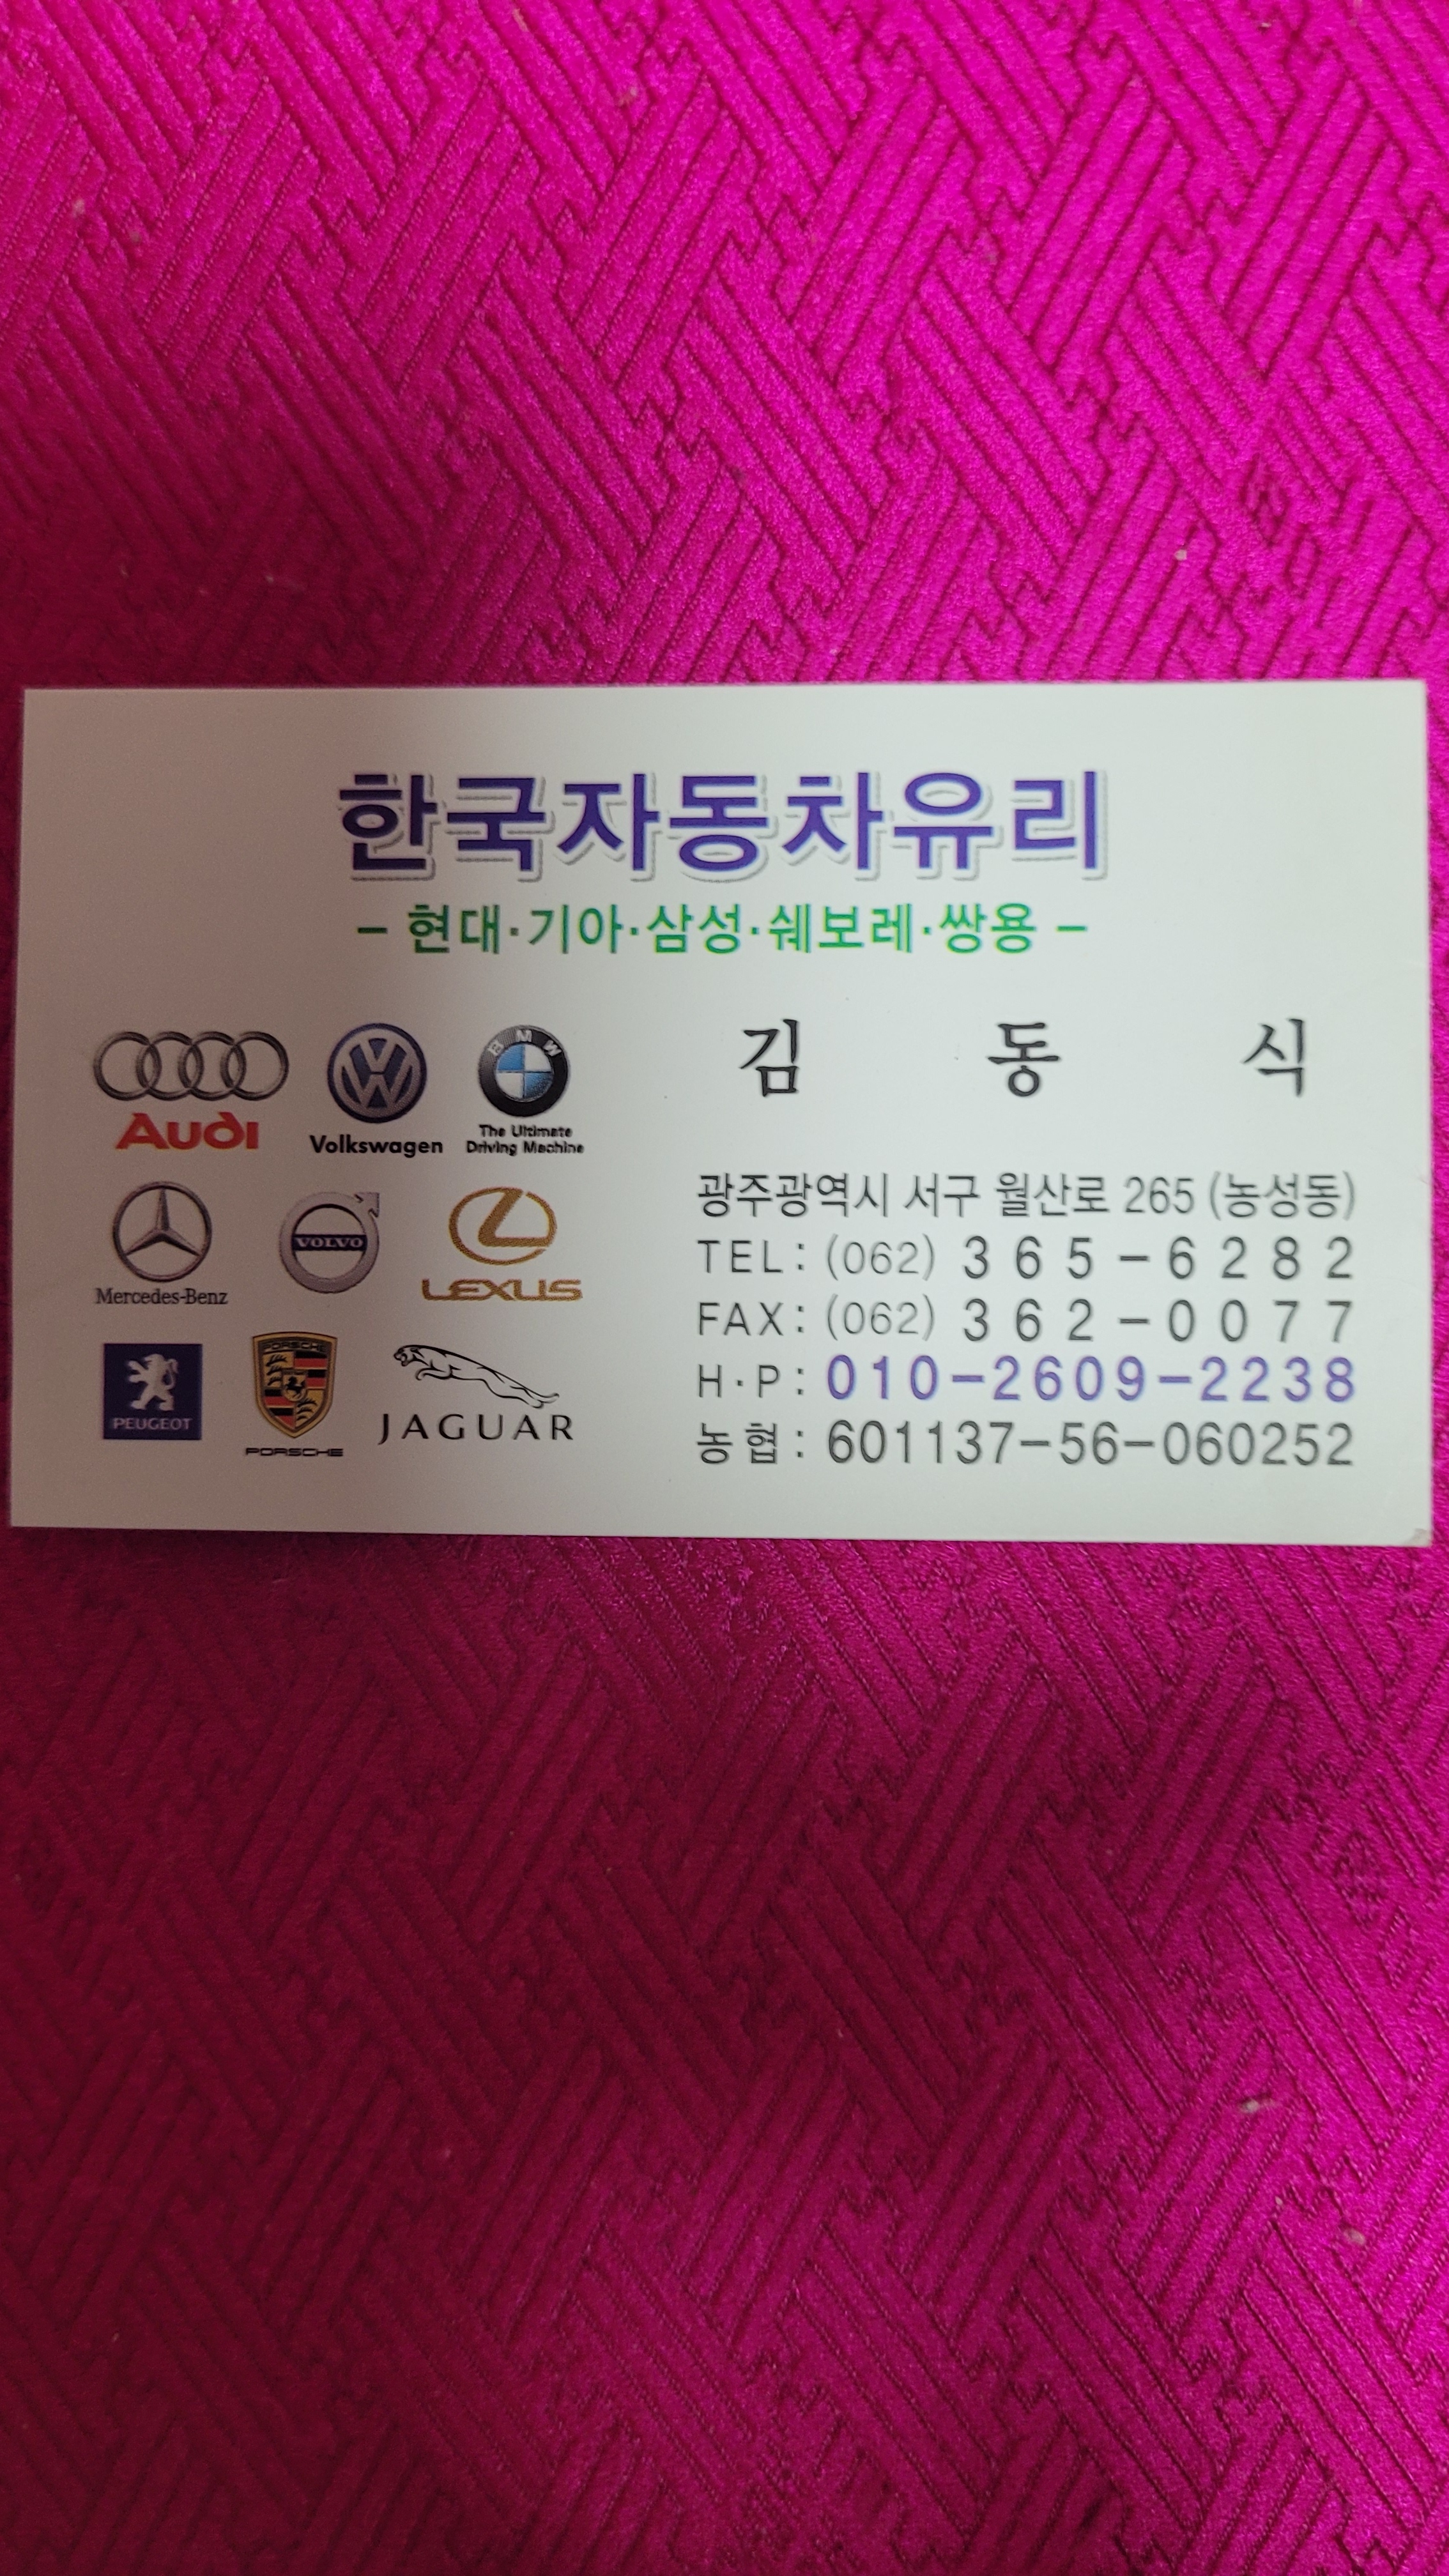 한국자동차유리
- 현대·기아·삼성·쉐보레·쌍용 -
김 동 식
Audi
Volkswagen
BMW
The Ultimate
Driving Machine
Mercedes-Benz
VOLVO
LEXUS
PEUGEOT
PORSCHE
PORSCHE
JAGUAR
광주광역시 서구 월산로 265 (농성동)
TEL: (062) 365-6282
FAX: (062) 362-0077
H·P: 010-2609-2238
농협: 601137-56-060252